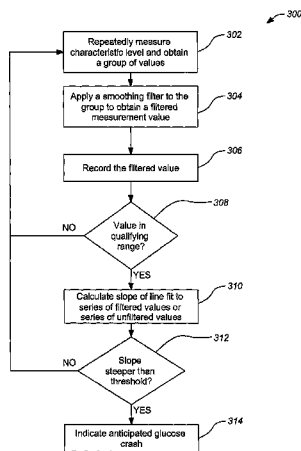 300
Repeatedly measure
characteristic level and obtain
a group of values
302
Apply a smoothing filter to the
group to obtain a filtered
measurement value
304
Record the filtered value
306
Value in
qualifying
range?
308
NO
YES
Calculate slope of line fit to
series of filtered values or
series of unfiltered values
310
Slope
steeper than
threshold?
312
NO
YES
Indicate anticipated glucose
crash
314